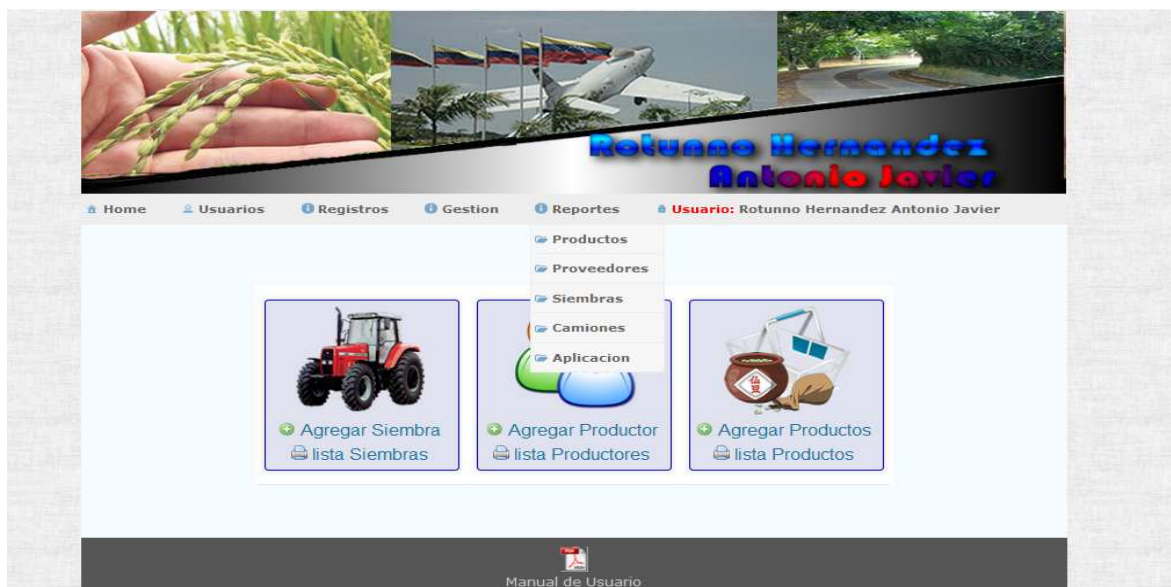 Rotunno Hernandez
Antonio Javier
Home Usuarios Registros Gestion Reportes Usuario: Rotunno Hernandez Antonio Javier
Productos
Proveedores
Siembras
Camiones
Aplicacion
Agregar Siembra
lista Siembras
Agregar Productor
lista Productores
Agregar Productos
lista Productos
Manual de Usuario